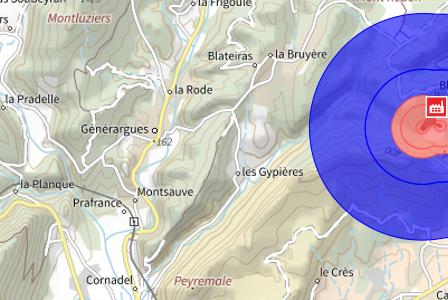 la Frigoule
Montluziers
la Bruyère
Blateiras
la Rode
la Pradelle
Générargues
162
les Gypières
la Planque
Montsauve
Prafrance
le Crès
Cornadel
Peyremale